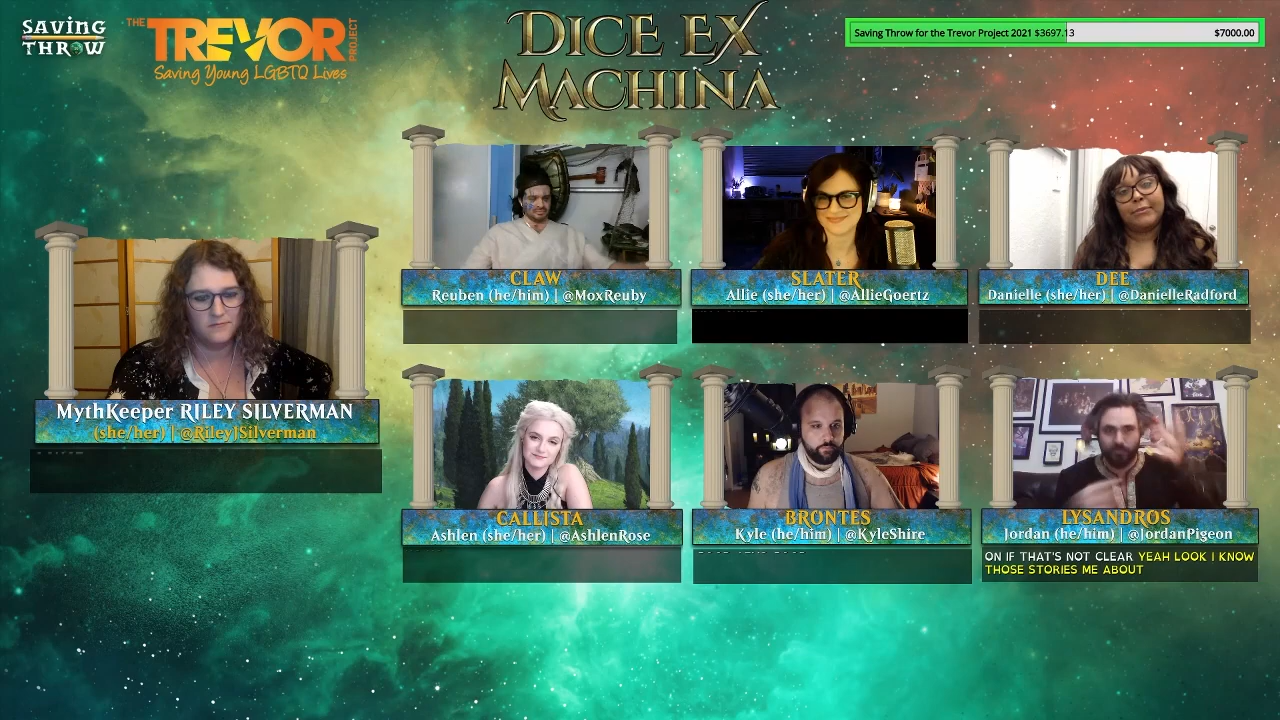 SAVING
THROW
THE TREVOR PROJECT
Saving Young LGBTQ Lives
DICE EX
MACHINA
Saving Throw for the Trevor Project 2021 $3697.13 $7000.00
CLAW
Reuben (he/him) | @MoxReuby
SLATER
Allie (she/her) | @AllieGoertz
DEE
Danielle (she/her) | @DanielleRadford
MythKeeper RILEY SILVERMAN
(she/her) | @RileyJSilverman
CALLISTA
Ashlen (she/her) | @AshlenRose
BRONTES
Kyle (he/him) | @KyleShire
LYSANDROS
Jordan (he/him) | @JordanPigeon
ON IF THAT'S NOT CLEAR YEAH LOOK I KNOW
THOSE STORIES ME ABOUT